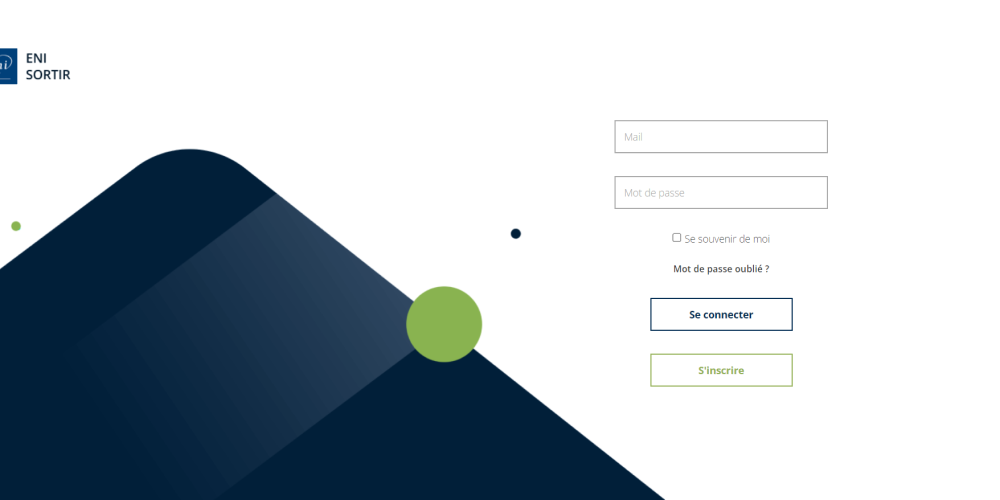 ENI
SORTIR
Mail
Mot de passe
Se souvenir de moi
Mot de passe oublié ?
Se connecter
S'inscrire